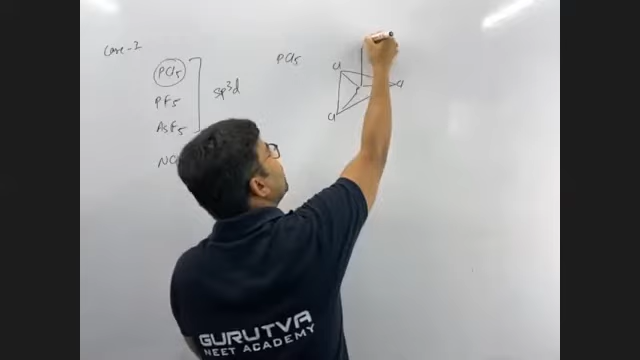 Case-2
PCl5
PF5
AsF5
sp3d
PCl5
Cl
Cl
Cl
GURUTVA
NEET ACADEMY